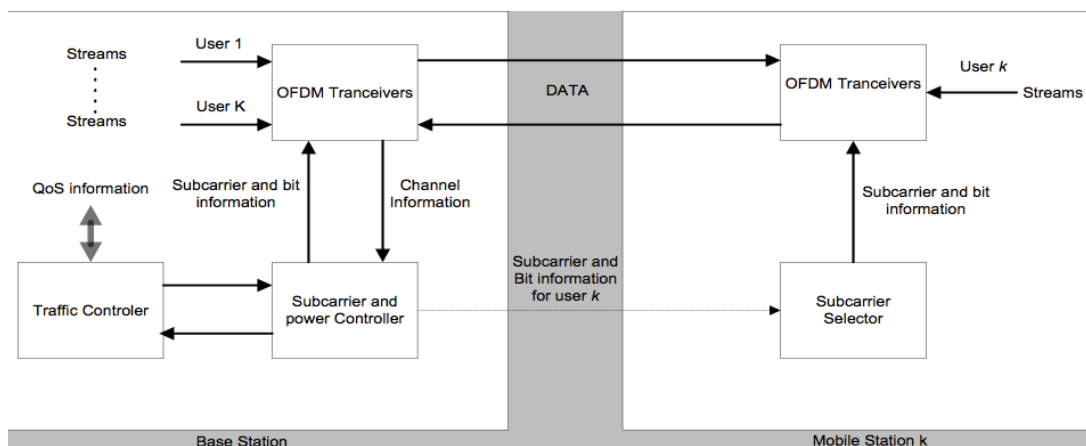 Streams
User 1
OFDM Tranceivers
User K
Streams
DATA
OFDM Tranceivers
User k
Streams
QoS information
Subcarrier and bit
information
Channel
Information
Subcarrier and bit
information
Traffic Controler
Subcarrier and
power Controller
Subcarrier and
Bit information
for user k
Subcarrier
Selector
Base Station
Mobile Station k